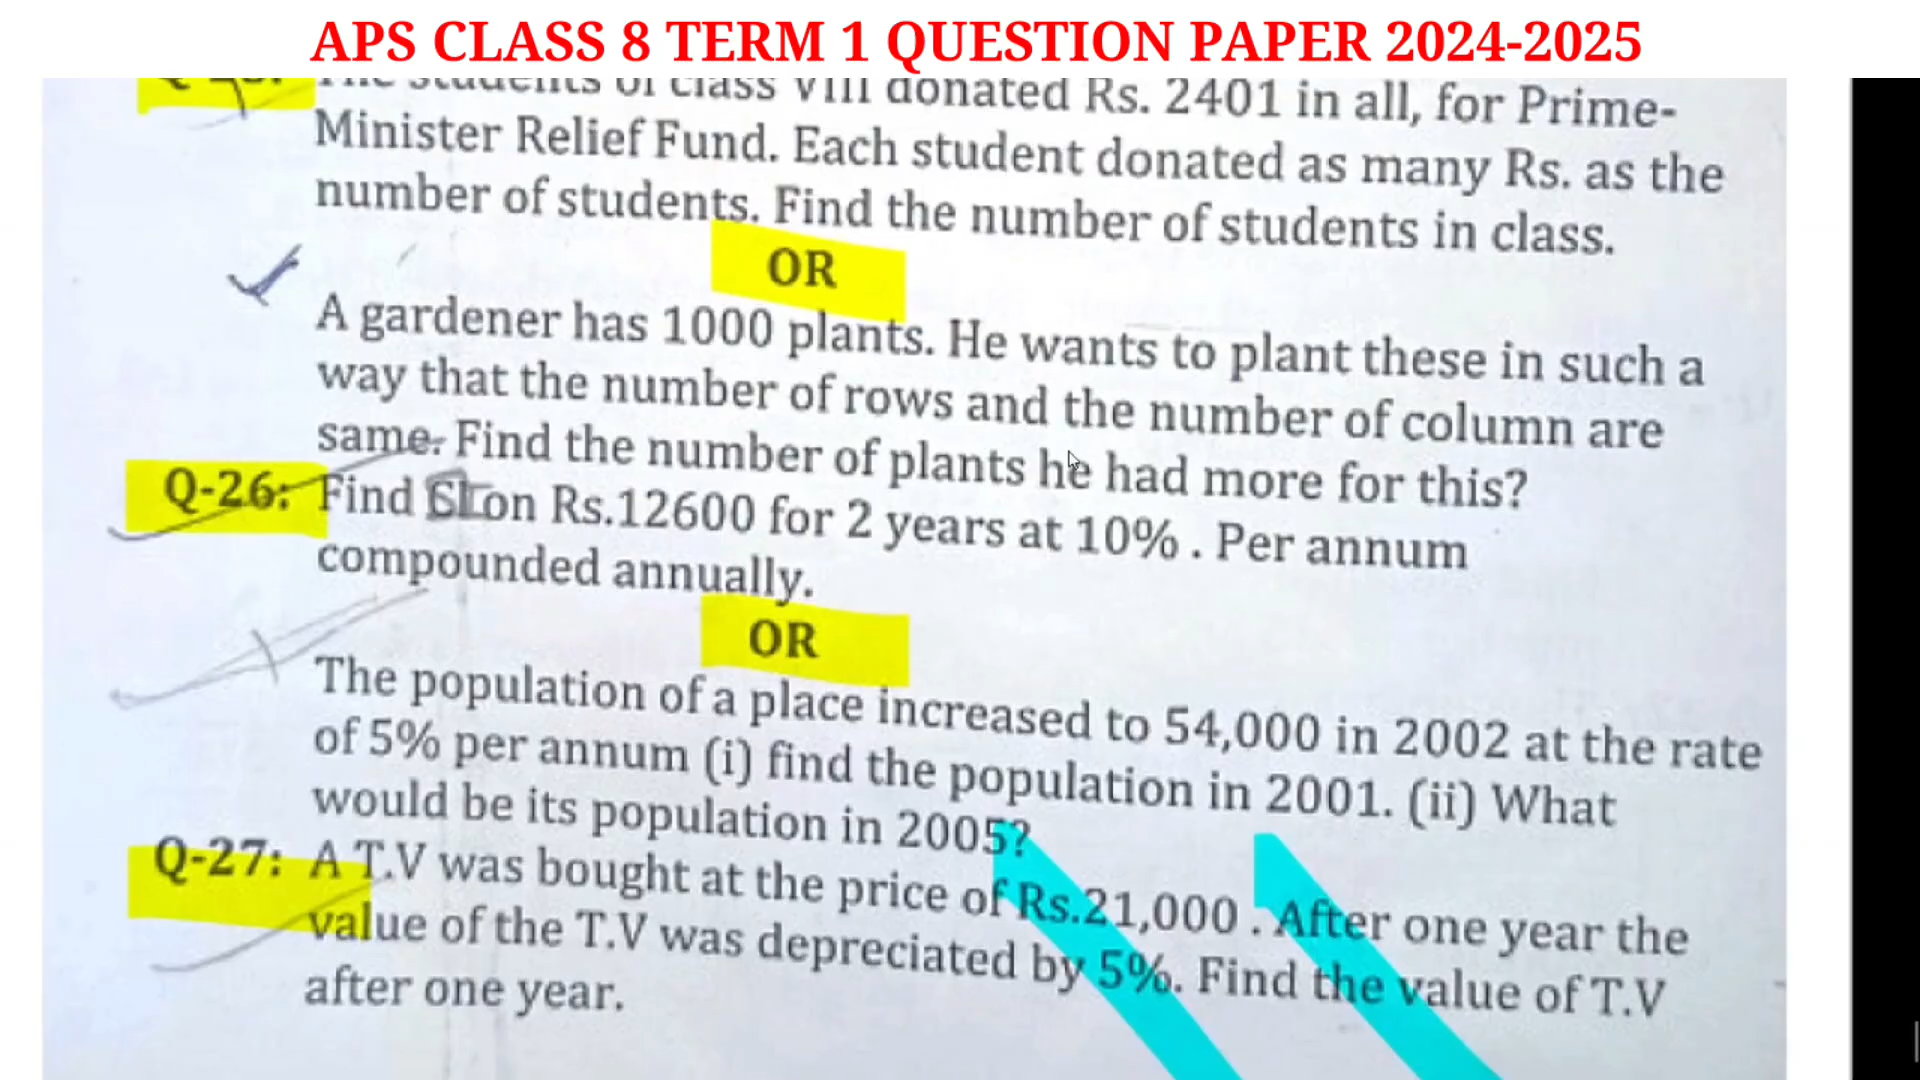 APS CLASS 8 TERM 1 QUESTION PAPER 2024-2025
The students of class VIII donated Rs. 2401 in all, for Prime-
Minister Relief Fund. Each student donated as many Rs. as the
number of students. Find the number of students in class.
OR
A gardener has 1000 plants. He wants to plant these in such a
way that the number of rows and the number of column are
same. Find the number of plants he had more for this?
Q-26: Find on Rs.12600 for 2 years at 10% . Per annum
compounded annually.
OR
The population of a place increased to 54,000 in 2002 at the rate
of 5% per annum (i) find the population in 2001. (ii) What
would be its population in 2005?
Q-27: A T.V was bought at the price of Rs.21,000 . After one year the
value of the T.V was depreciated by 5%. Find the value of T.V
after one year.